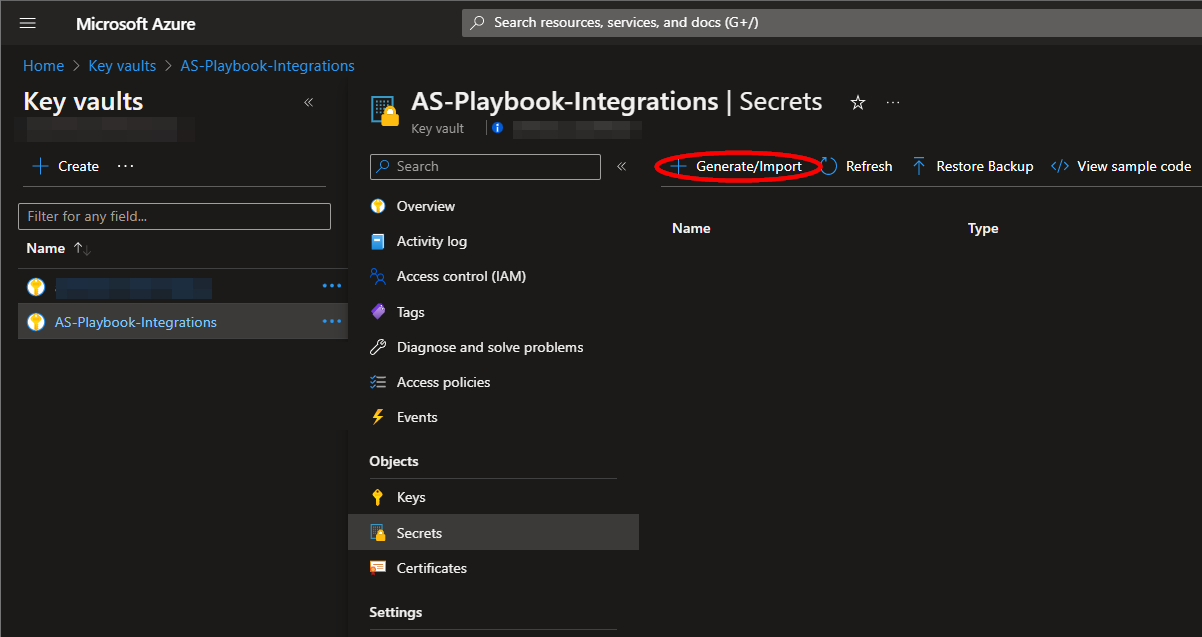 Microsoft Azure
Search resources, services, and docs (G+/)
Home > Key vaults > AS-Playbook-Integrations
Key vaults «
+ Create ...
Filter for any field...
Name ↑↓
...
AS-Playbook-Integrations ...
AS-Playbook-Integrations | Secrets ☆ ...
Key vault
Search «
Overview
Activity log
Access control (IAM)
Tags
Diagnose and solve problems
Access policies
Events
Objects
Keys
Secrets
Certificates
Settings
+ Generate/Import Refresh Restore Backup </> View sample code
Name Type